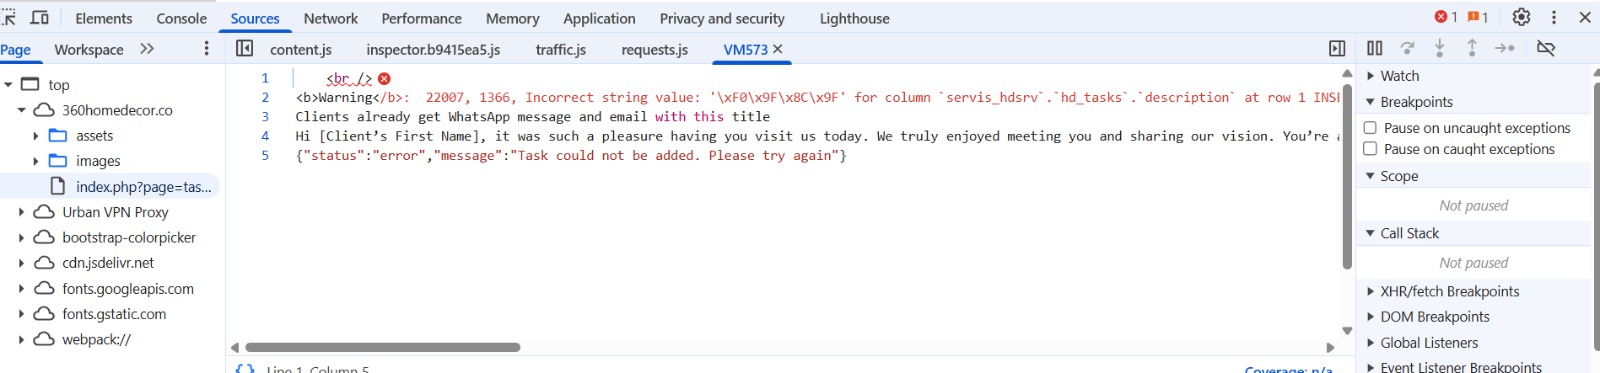 Elements Console Sources Network Performance Memory Application Privacy and security Lighthouse 1 1
Page Workspace
content.js inspector.b9415ea5.js traffic.js requests.js VM573
top
360homedecor.co
assets
images
index.php?page=tas...
Urban VPN Proxy
bootstrap-colorpicker
cdn.jsdelivr.net
fonts.googleapis.com
fonts.gstatic.com
webpack://
1 <br />
2 <b>Warning</b>:  22007, 1366, Incorrect string value: '\xF0\x9F\x8C\x9F' for column `servis_hdsrv`.`hd_tasks`.`description` at row 1
3 Clients already get WhatsApp message and email with this title
4 Hi [Client’s First Name], it was such a pleasure having you visit us today. We truly enjoyed meeting you and sharing our vision. You’re
5 {"status":"error","message":"Task could not be added. Please try again"}
{} Line 1, Column 5
Coverage: n/a
Watch
Breakpoints
Pause on uncaught exceptions
Pause on caught exceptions
Scope
Not paused
Call Stack
Not paused
XHR/fetch Breakpoints
DOM Breakpoints
Global Listeners
Event Listener Breakpoints